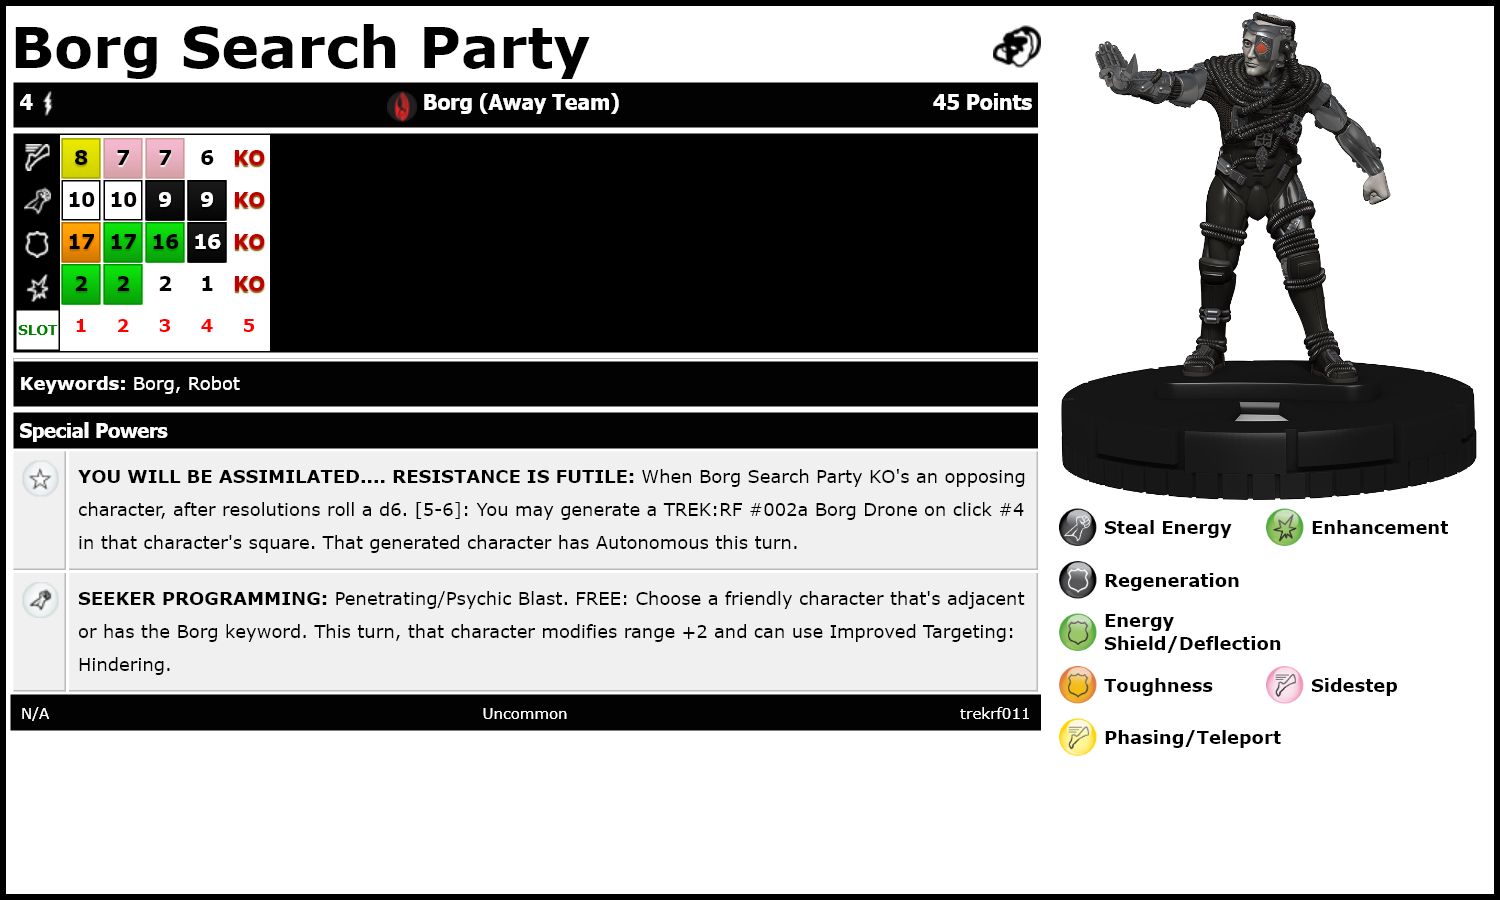 Borg Search Party
4 Borg (Away Team) 45 Points
8 7 7 6 KO
10 10 9 9 KO
17 17 16 16 KO
2 2 2 1 KO
SLOT 1 2 3 4 5
Keywords: Borg, Robot
Special Powers
YOU WILL BE ASSIMILATED.... RESISTANCE IS FUTILE: When Borg Search Party KO's an opposing
character, after resolutions roll a d6. [5-6]: You may generate a TREK:RF #002a Borg Drone on click #4
in that character's square. That generated character has Autonomous this turn.
SEEKER PROGRAMMING: Penetrating/Psychic Blast. FREE: Choose a friendly character that's adjacent
or has the Borg keyword. This turn, that character modifies range +2 and can use Improved Targeting:
Hindering.
N/A Uncommon trekrf011
Steal Energy Enhancement
Regeneration
Energy
Shield/Deflection
Toughness Sidestep
Phasing/Teleport